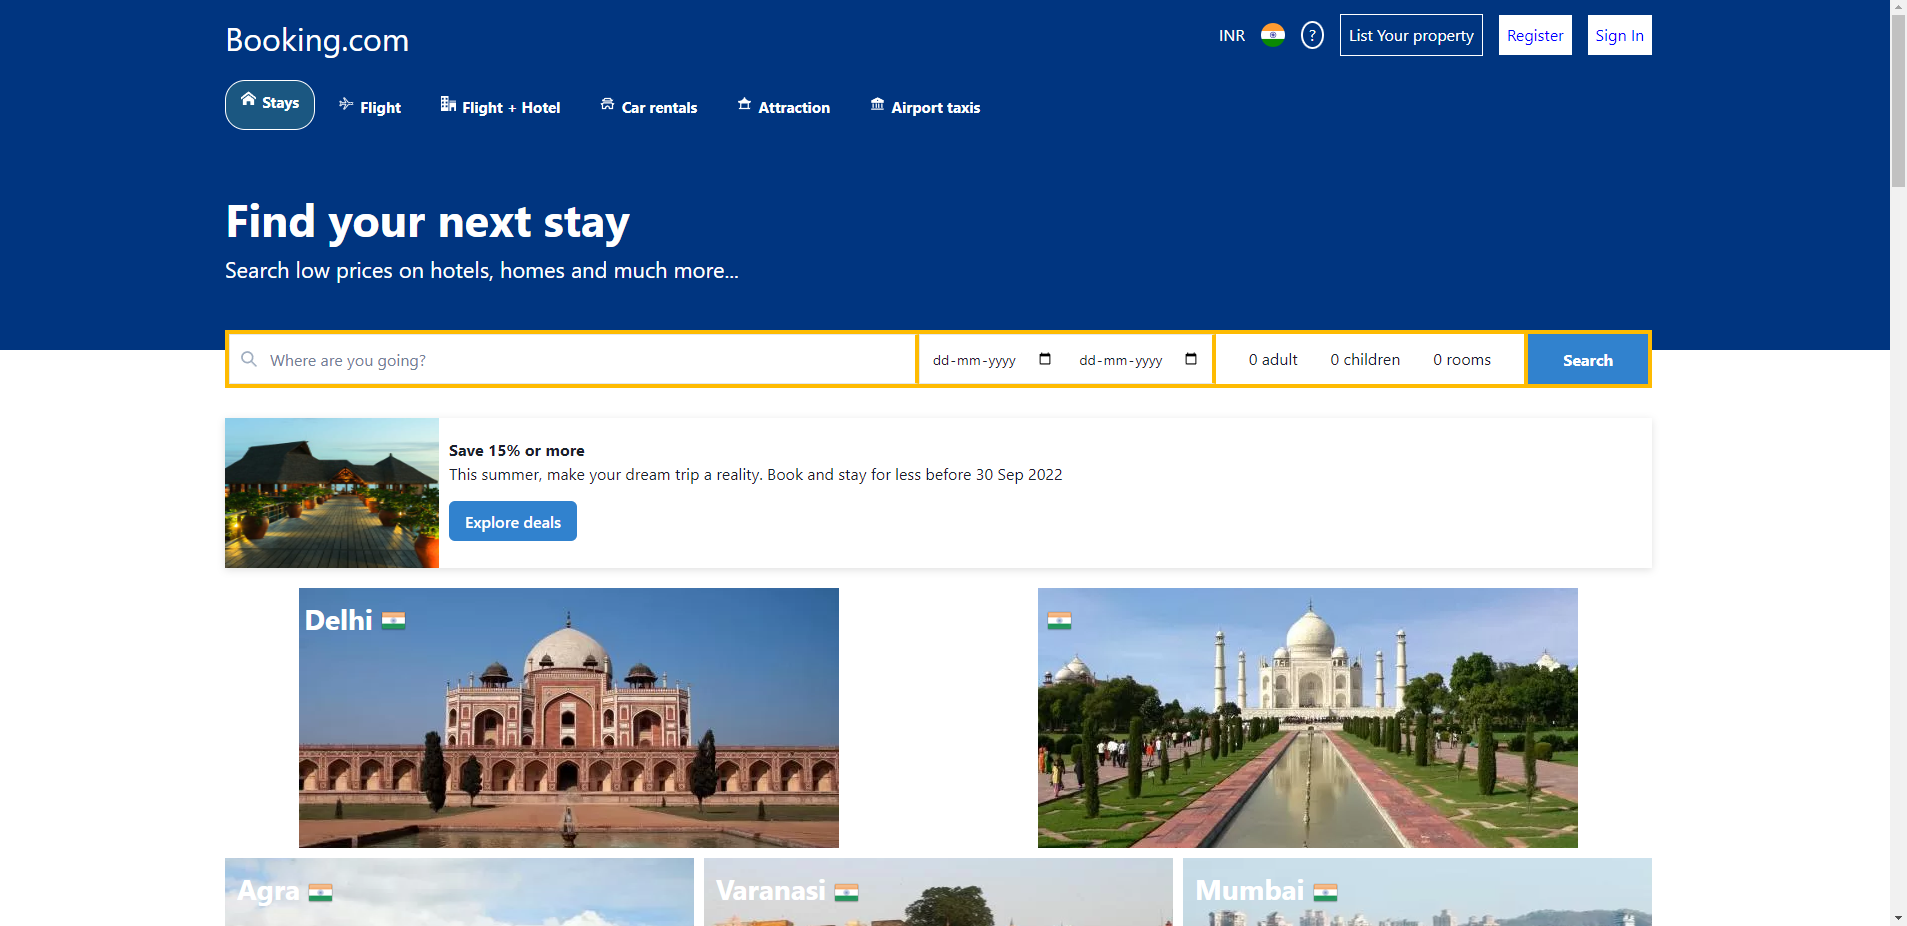 Booking.com
INR
?
List Your property
Register
Sign In
Stays
Flight
Flight + Hotel
Car rentals
Attraction
Airport taxis
Find your next stay
Search low prices on hotels, homes and much more...
Where are you going?
dd-mm-yyyy
dd-mm-yyyy
0 adult
0 children
0 rooms
Search
Save 15% or more
This summer, make your dream trip a reality. Book and stay for less before 30 Sep 2022
Explore deals
Delhi
Agra
Varanasi
Mumbai